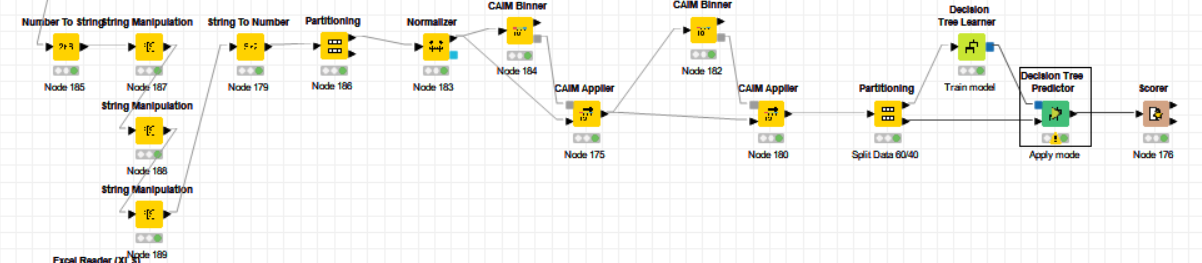 CAIM Binner
CAIM Binner
Decision
Tree Learner
Number To String
String Manipulation
String To Number
Partitioning
Normalizer
Node 184
Node 182
Node 185
Node 187
Node 179
Node 186
Node 183
CAIM Applier
CAIM Applier
Partitioning
Train model
Decision Tree
Predictor
Scorer
String Manipulation
Node 175
Node 180
Split Data 60/40
Apply mode
Node 176
Node 188
String Manipulation
Node 189
Excel Reader (XLS)